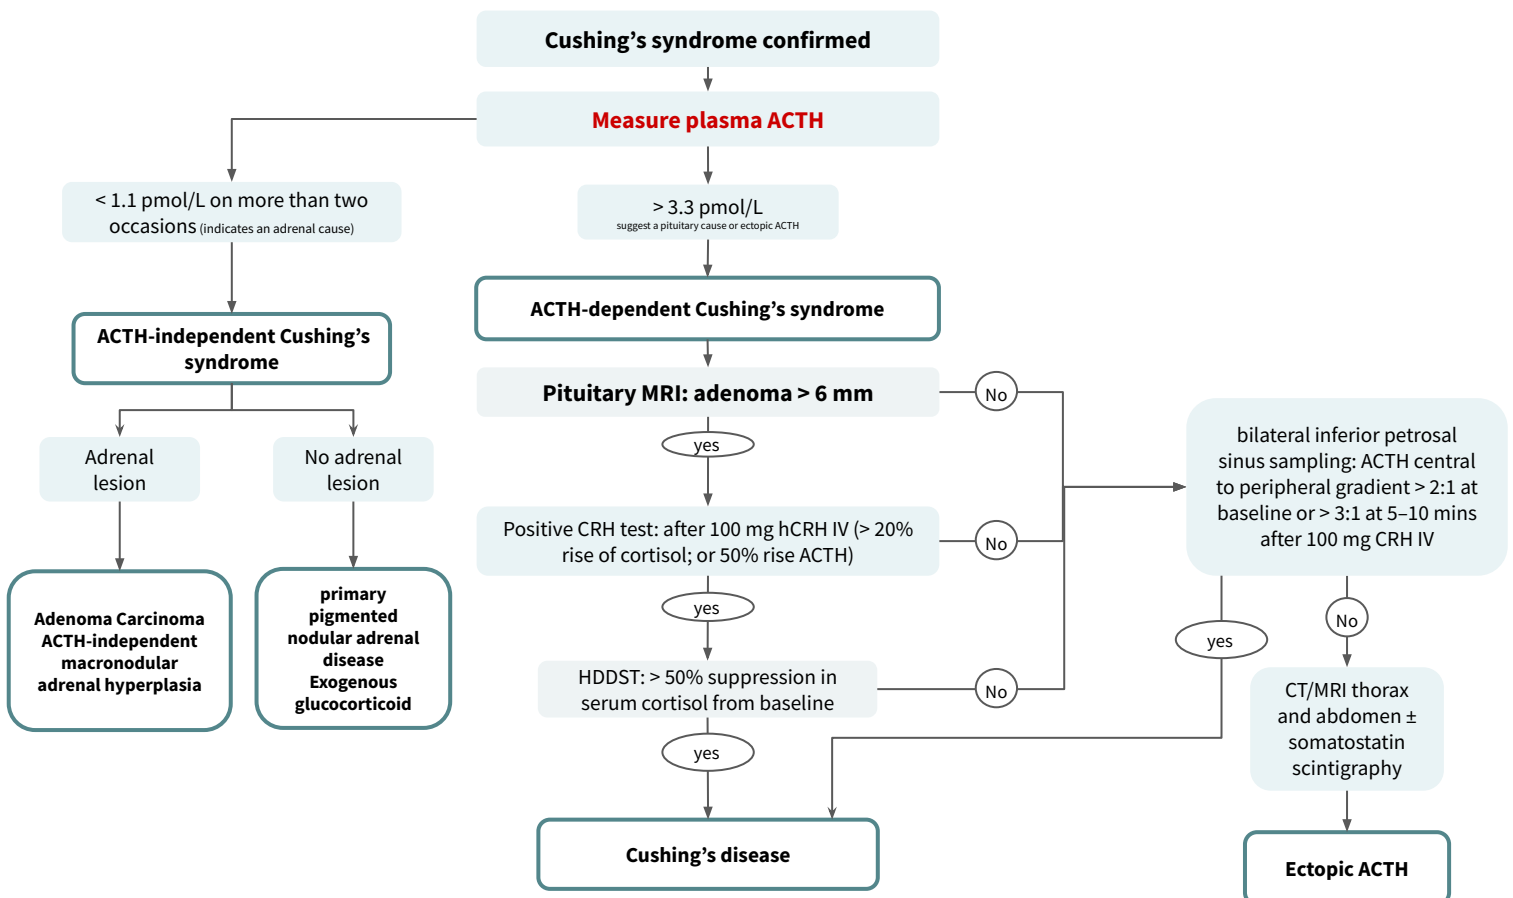 Cushing’s syndrome confirmed
Measure plasma ACTH
< 1.1 pmol/L on more than two
occasions (indicates an adrenal cause)
> 3.3 pmol/L
suggest a pituitary cause or ectopic ACTH
ACTH-independent Cushing’s
syndrome
ACTH-dependent Cushing’s syndrome
Pituitary MRI: adenoma > 6 mm
No
yes
Adrenal
lesion
No adrenal
lesion
bilateral inferior petrosal
sinus sampling: ACTH central
to peripheral gradient > 2:1 at
baseline or > 3:1 at 5–10 mins
after 100 mg CRH IV
Positive CRH test: after 100 mg hCRH IV (> 20%
rise of cortisol; or 50% rise ACTH)
No
yes
Adenoma Carcinoma
ACTH-independent
macronodular
adrenal hyperplasia
primary
pigmented
nodular adrenal
disease
Exogenous
glucocorticoid
yes
No
HDDST: > 50% suppression in
serum cortisol from baseline
No
yes
CT/MRI thorax
and abdomen ±
somatostatin
scintigraphy
Cushing’s disease
Ectopic ACTH